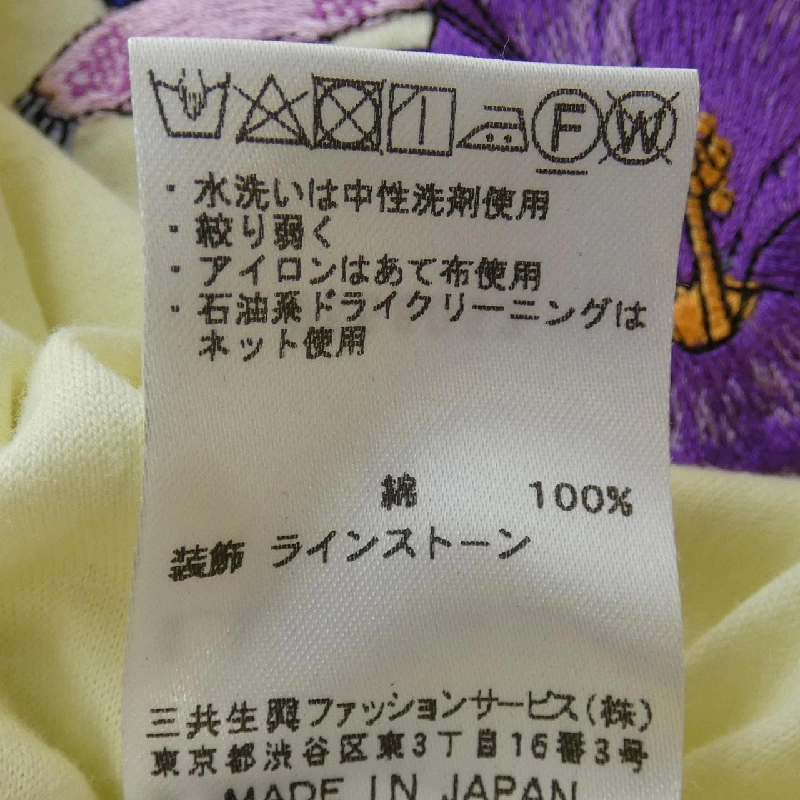 F W
・水洗いは中性洗剤使用
・絞り弱く
・アイロンはあて布使用
・石油系ドライクリーニングは
ネット使用
綿 100%
装飾 ラインストーン
三共生興ファッションサービス(株)
東京都渋谷区東3丁目16番3号
MADE IN JAPAN